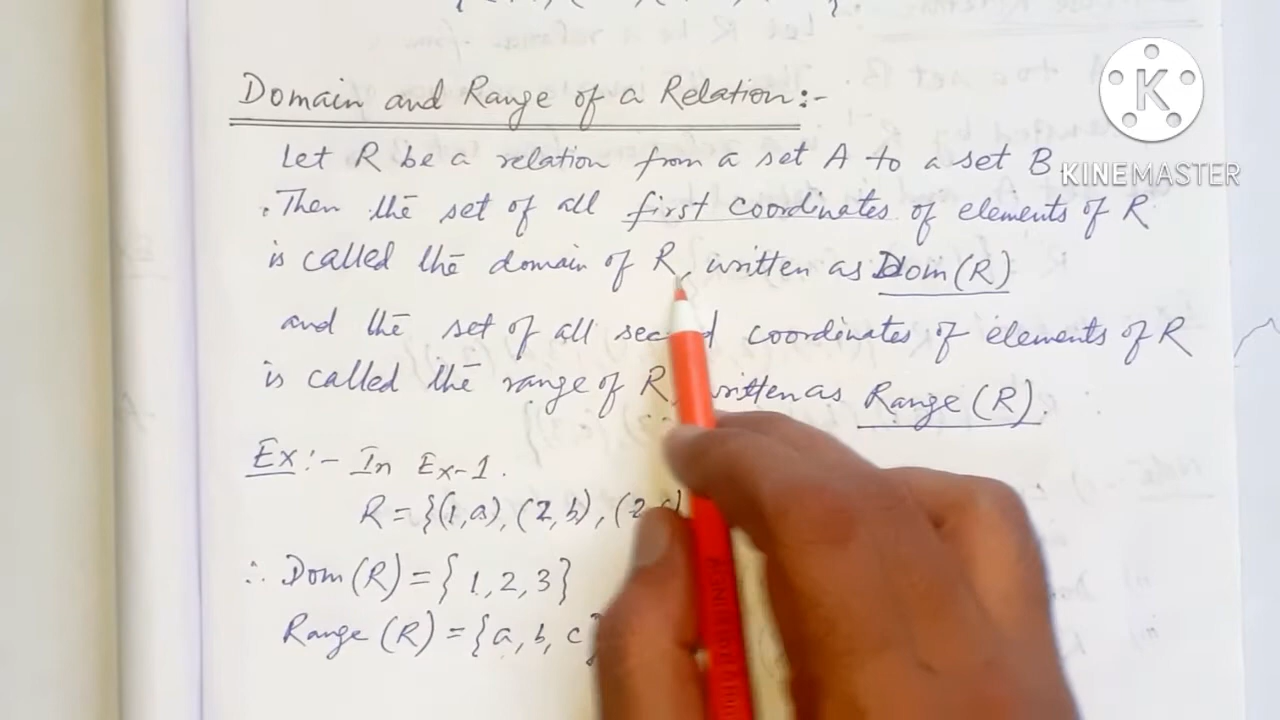 Domain and Range of a Relation:-
Let R be a relation from a set A to a set B.
Then the set of all first coordinates of elements of R
is called the domain of R, written as Dom(R)
and the set of all second coordinates of elements of R
is called the range of R, written as Range (R).
Ex:- In Ex-1.
R = {(1,a), (2,b), (2,c)
∴ Dom(R) = {1,2,3}
Range (R) = {a, b, c}
K
KINEMASTER